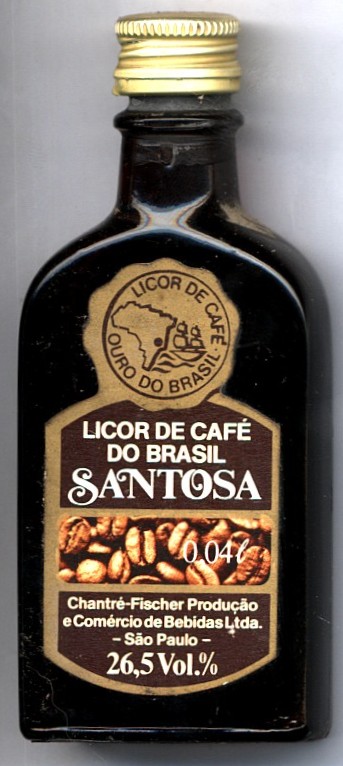 LICOR DE CAFÉ
OURO DO BRASIL
LICOR DE CAFÉ
DO BRASIL
SANTOSA
0,04ℓ
Chantré-Fischer Produção
e Comércio de Bebidas Ltda.
– São Paulo –
26,5 Vol.%